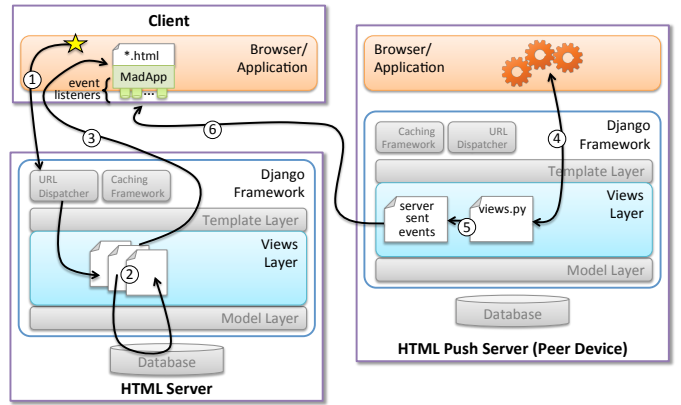 Client
*.html
MadApp
...
event
listeners
Browser/
Application
1
3
6
URL
Dispatcher
Caching
Framework
Django
Framework
Template Layer
Views
Layer
2
Model Layer
Database
HTML Server
Browser/
Application
4
Caching
Framework
URL
Dispatcher
Django
Framework
Template Layer
server
sent
events
5
views.py
Views
Layer
Model Layer
Database
HTML Push Server (Peer Device)